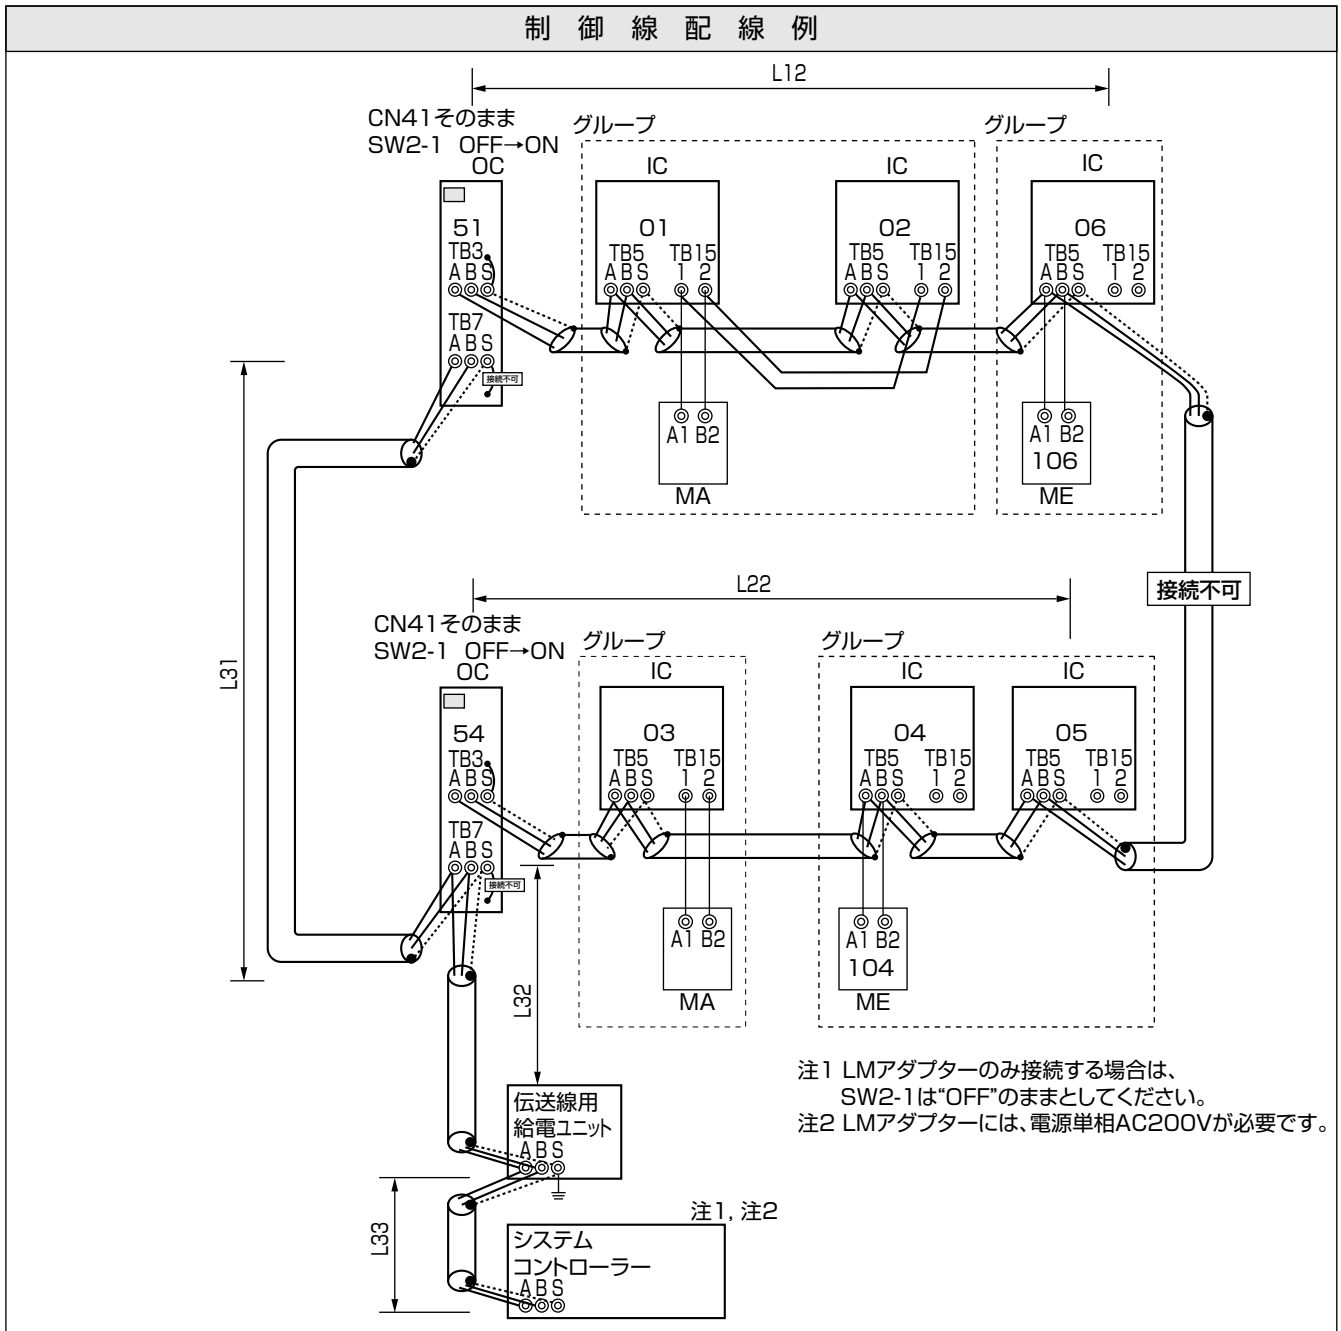 制御線配線例
L12
CN41そのまま
SW2-1 OFF→ON
OC
グループ
グループ
IC
IC
IC
51
01
02
06
TB3
TB5 TB15
TB5 TB15
TB5 TB15
A B S
A B S 1 2
A B S 1 2
A B S 1 2
TB7
A B S
接続不可
A1 B2
MA
A1 B2
106
ME
L31
接続不可
L22
CN41そのまま
SW2-1 OFF→ON
OC
グループ
グループ
IC
IC
IC
54
03
04
05
TB3
TB5 TB15
TB5 TB15
TB5 TB15
A B S
A B S 1 2
A B S 1 2
A B S 1 2
TB7
A B S
接続不可
A1 B2
MA
A1 B2
104
ME
L32
注1 LMアダプターのみ接続する場合は、
SW2-1は“OFF”のままとしてください。
注2 LMアダプターには、電源単相AC200Vが必要です。
伝送線用
給電ユニット
A B S
L33
注1, 注2
システム
コントローラー
A B S